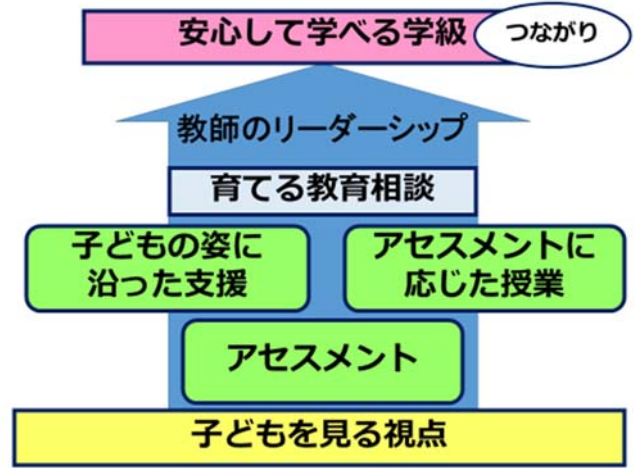 安心して学べる学級
つながり
教師のリーダーシップ
育てる教育相談
子どもの姿に
沿った支援
アセスメントに
応じた授業
アセスメント
子どもを見る視点